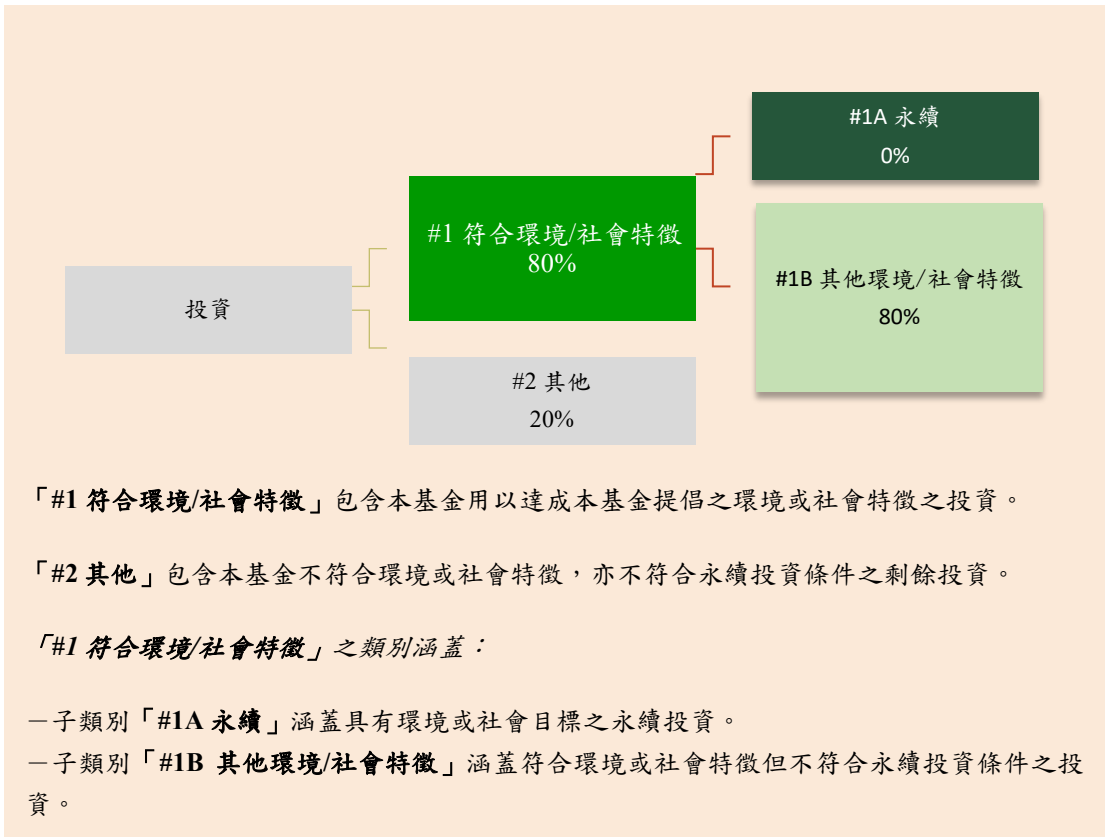 #1A 永續
0%
#1 符合環境/社會特徵
80%
#1B 其他環境/社會特徵
80%
投資
#2 其他
20%
「#1 符合環境/社會特徵」包含本基金用以達成本基金提倡之環境或社會特徵之投資。
「#2 其他」包含本基金不符合環境或社會特徵，亦不符合永續投資條件之剩餘投資。
「#1 符合環境/社會特徵」之類別涵蓋：
－子類別「#1A 永續」涵蓋具有環境或社會目標之永續投資。
－子類別「#1B 其他環境/社會特徵」涵蓋符合環境或社會特徵但不符合永續投資條件之投
資。